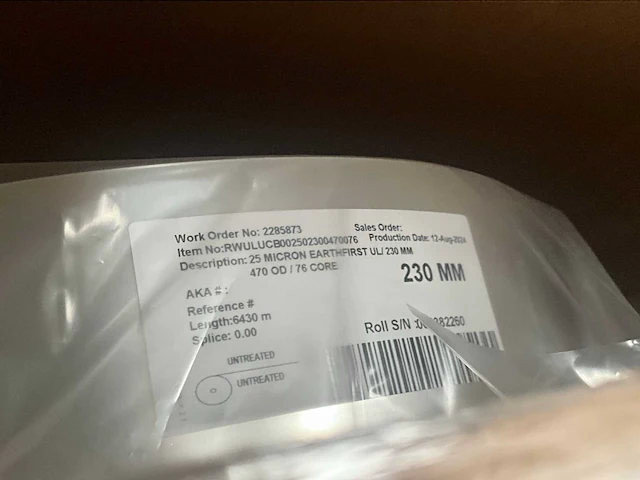 Work Order No: 2285873
Sales Order:
Item No:RWULUCB002502300470076
Production Date: 12-Aug-2024
Description: 25 MICRON EARTHFIRST UL/ 230 MM
470 OD / 76 CORE
230 MM
AKA # :
Reference #
Length:6430 m
Splice: 0.00
Roll S/N
UNTREATED
UNTREATED